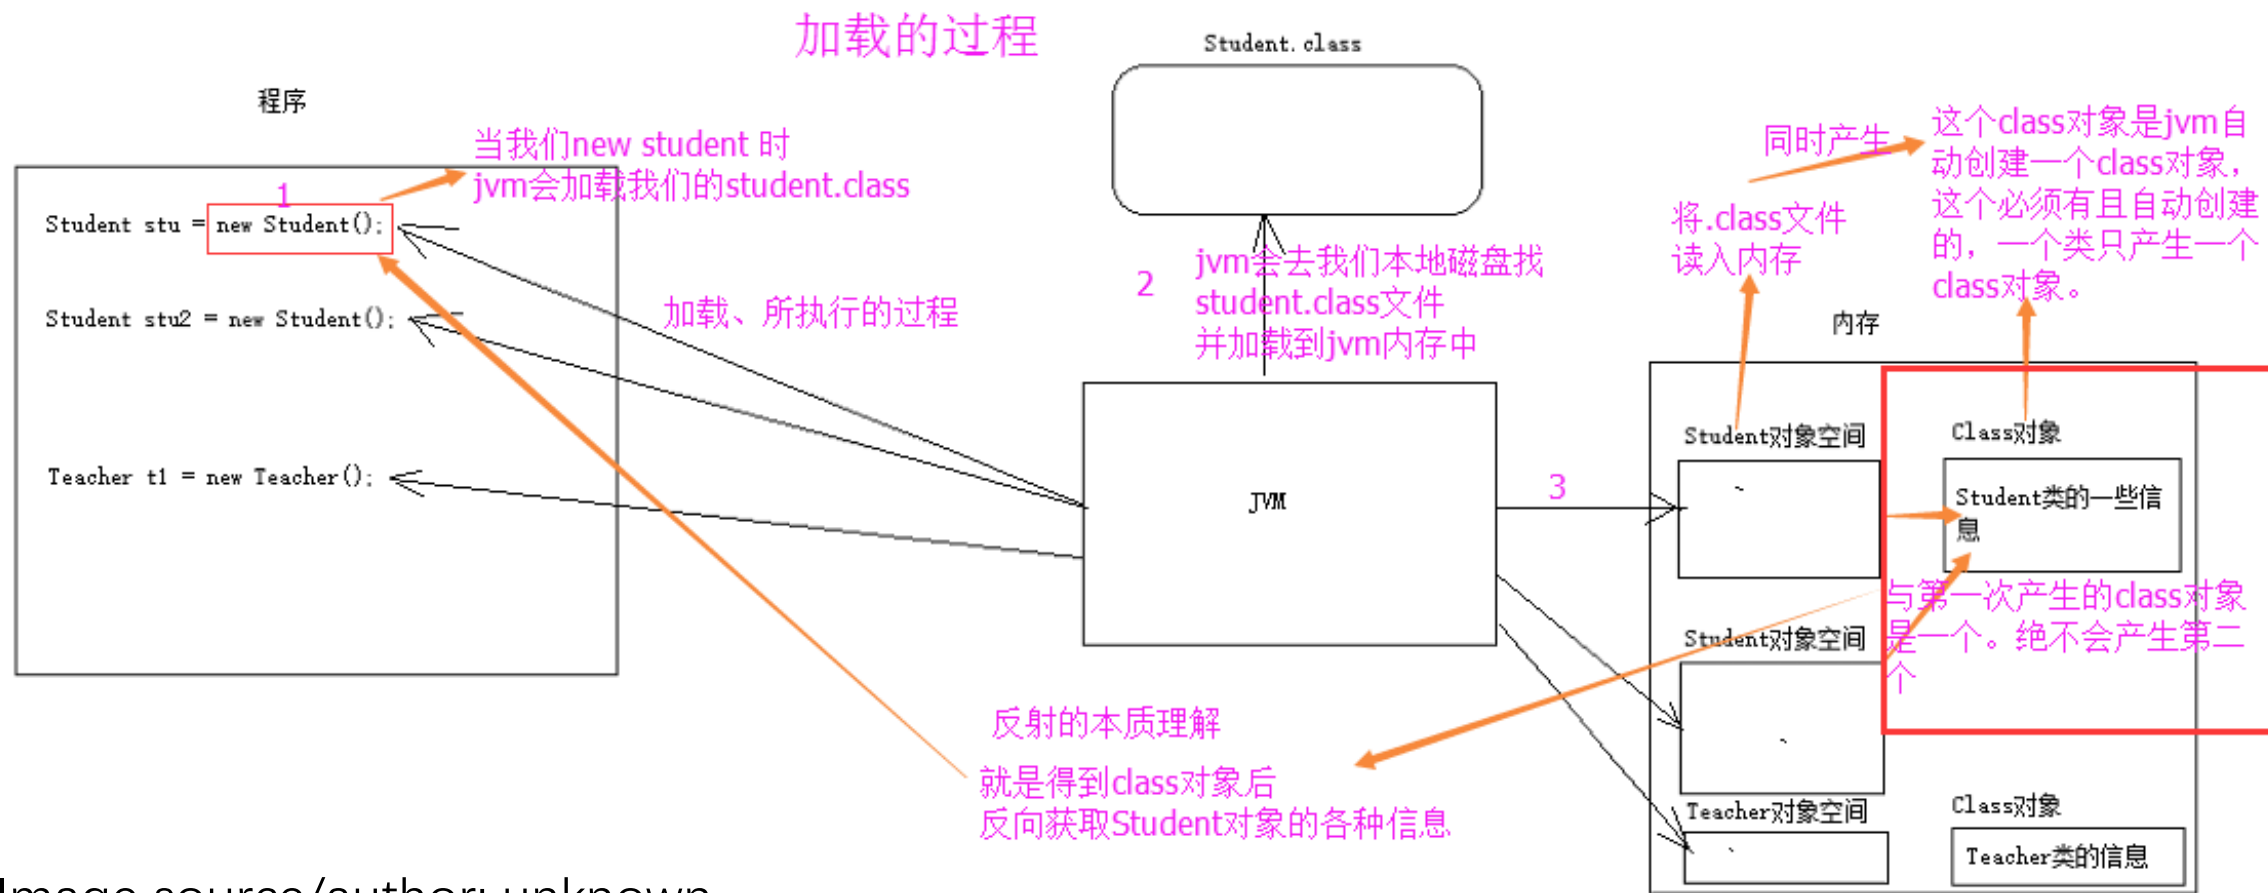 加载的过程
Student.class
程序
当我们new student 时
jvm会加载我们的student.class
1
Student stu = new Student();
Student stu2 = new Student();
Teacher t1 = new Teacher();
加载、所执行的过程
2
jvm会去我们本地磁盘找
student.class文件
并加载到jvm内存中
JVM
3
同时产生
将.class文件
读入内存
这个class对象是jvm自
动创建一个class对象，
这个必须有且自动创建
的，一个类只产生一个
class对象。
内存
Student对象空间
Class对象
Student类的一些信
息
与第一次产生的class对象
是一个。绝不会产生第二
个
Student对象空间
Teacher对象空间
Class对象
Teacher类的信息
反射的本质理解
就是得到class对象后
反向获取Student对象的各种信息
Image source/author: unknown